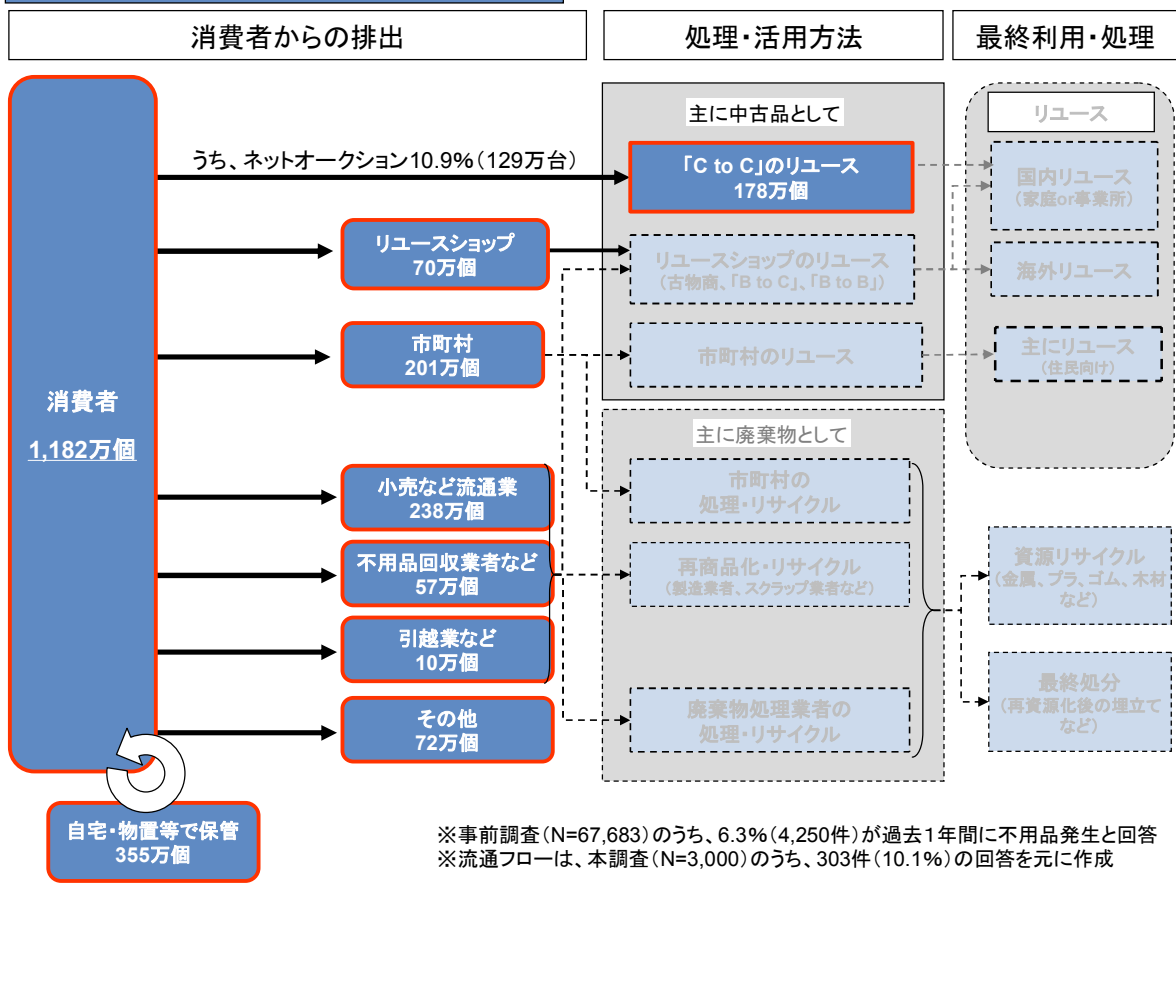 消費者からの排出
処理・活用方法
最終利用・処理
主に中古品として
リユース
うち、ネットオークション10.9%(129万台)
「C to C」のリユース
178万個
国内リユース
(家庭or事業所)
リユースショップ
70万個
リユースショップのリユース
(古物商、「B to C」、「B to B」)
海外リユース
市町村
201万個
市町村のリユース
主にリユース
(住民向け)
消費者
1,182万個
主に廃棄物として
小売など流通業
238万個
市町村の
処理・リサイクル
不用品回収業者など
57万個
再商品化・リサイクル
(製造業者、スクラップ業者など)
資源リサイクル
(金属、プラ、ゴム、木材
など)
引越業など
10万個
その他
72万個
廃棄物処理業者の
処理・リサイクル
最終処分
(再資源化後の埋立て
など)
自宅・物置等で保管
355万個
※事前調査(N=67,683)のうち、6.3%(4,250件)が過去1年間に不用品発生と回答
※流通フローは、本調査(N=3,000)のうち、303件(10.1%)の回答を元に作成